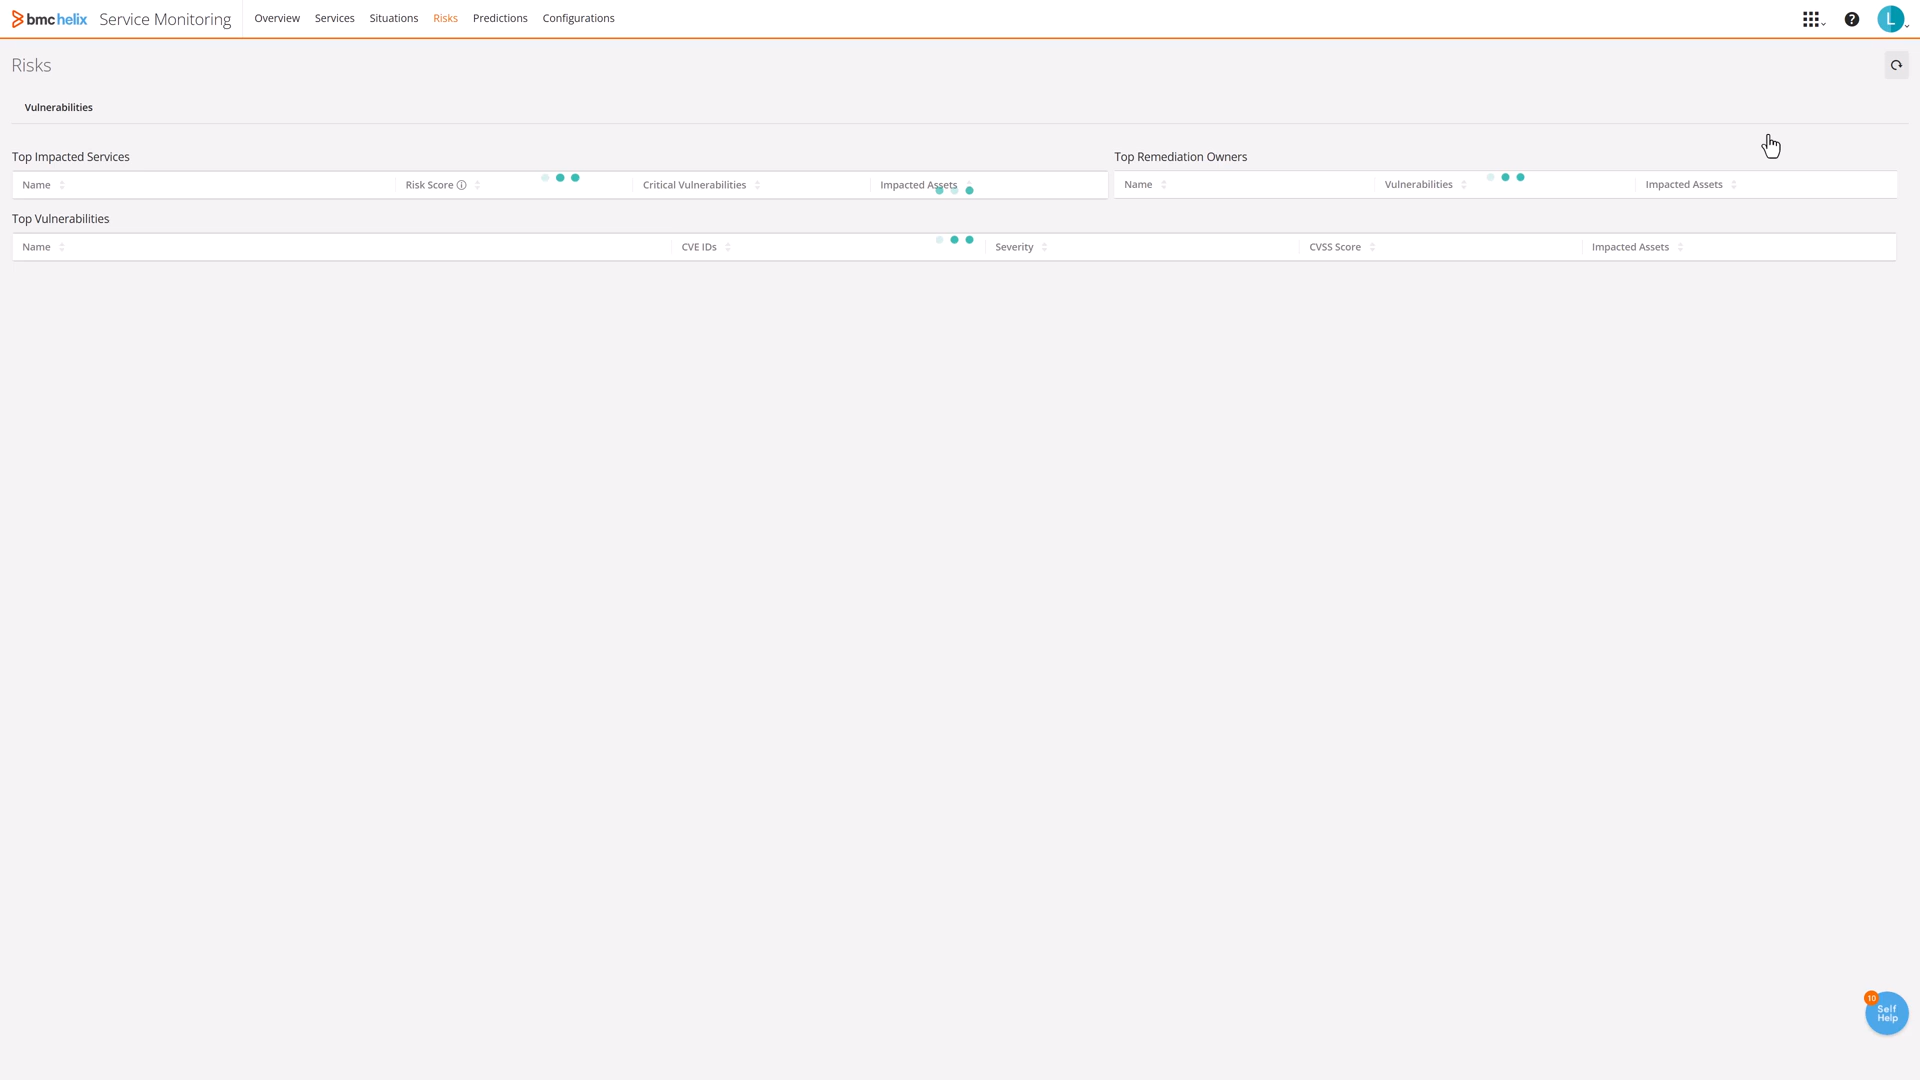 bmchelix Service Monitoring Overview Services Situations Risks Predictions Configurations L
Risks
Vulnerabilities
Top Impacted Services
Name Risk Score Critical Vulnerabilities Impacted Assets
Top Remediation Owners
Name Vulnerabilities Impacted Assets
Top Vulnerabilities
Name CVE IDs Severity CVSS Score Impacted Assets
10
Self
Help